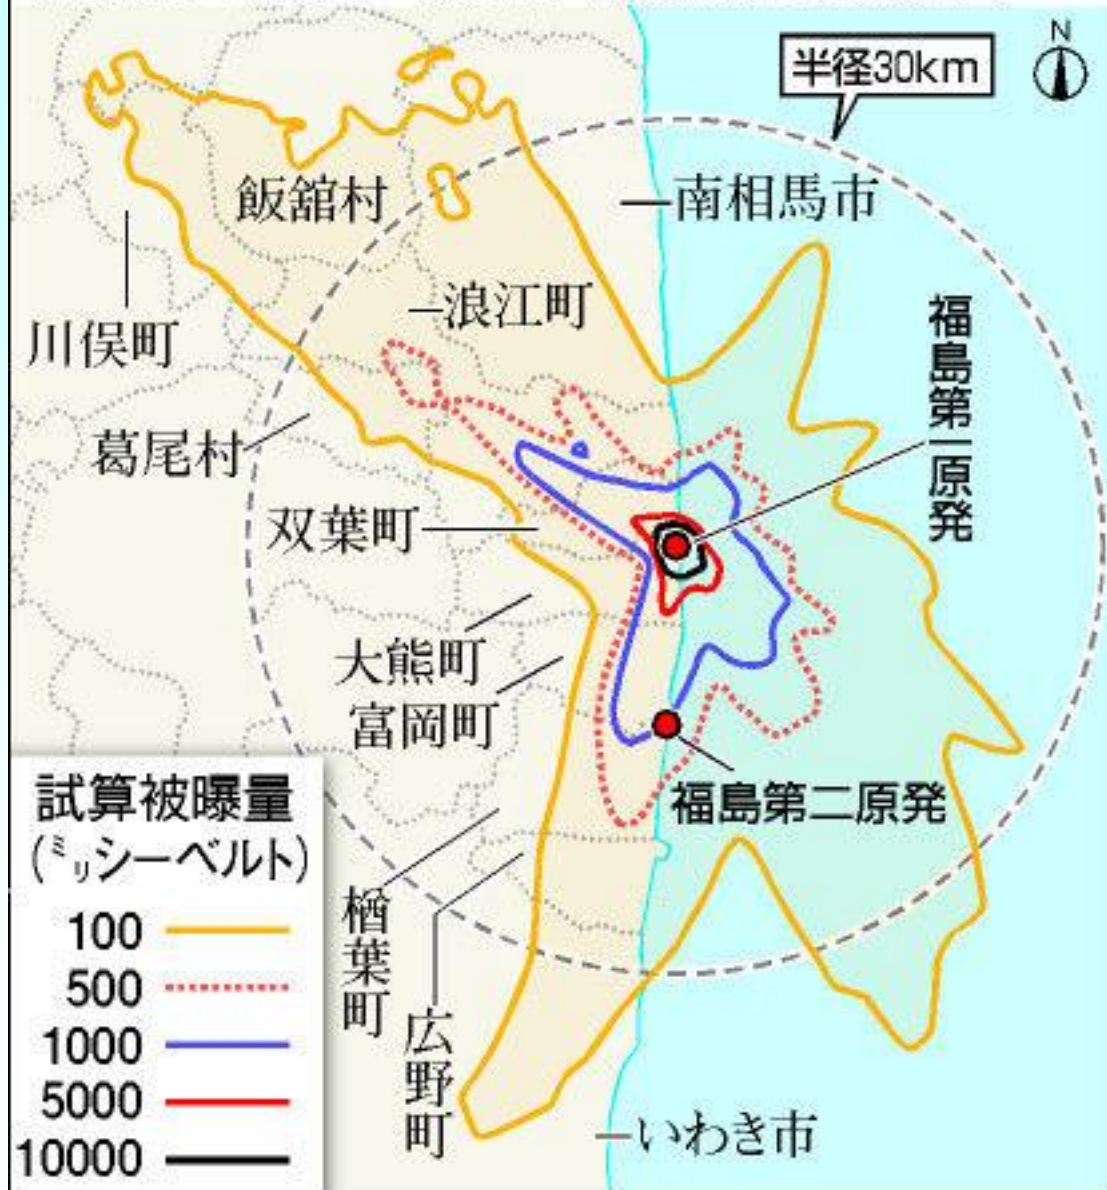 N
半径30km
飯舘村
南相馬市
浪江町
川俣町
福島第一原発
葛尾村
双葉町
大熊町
富岡町
福島第二原発
楢葉町
広野町
いわき市
試算被曝量
(ミリシーベルト)
100
500
1000
5000
10000